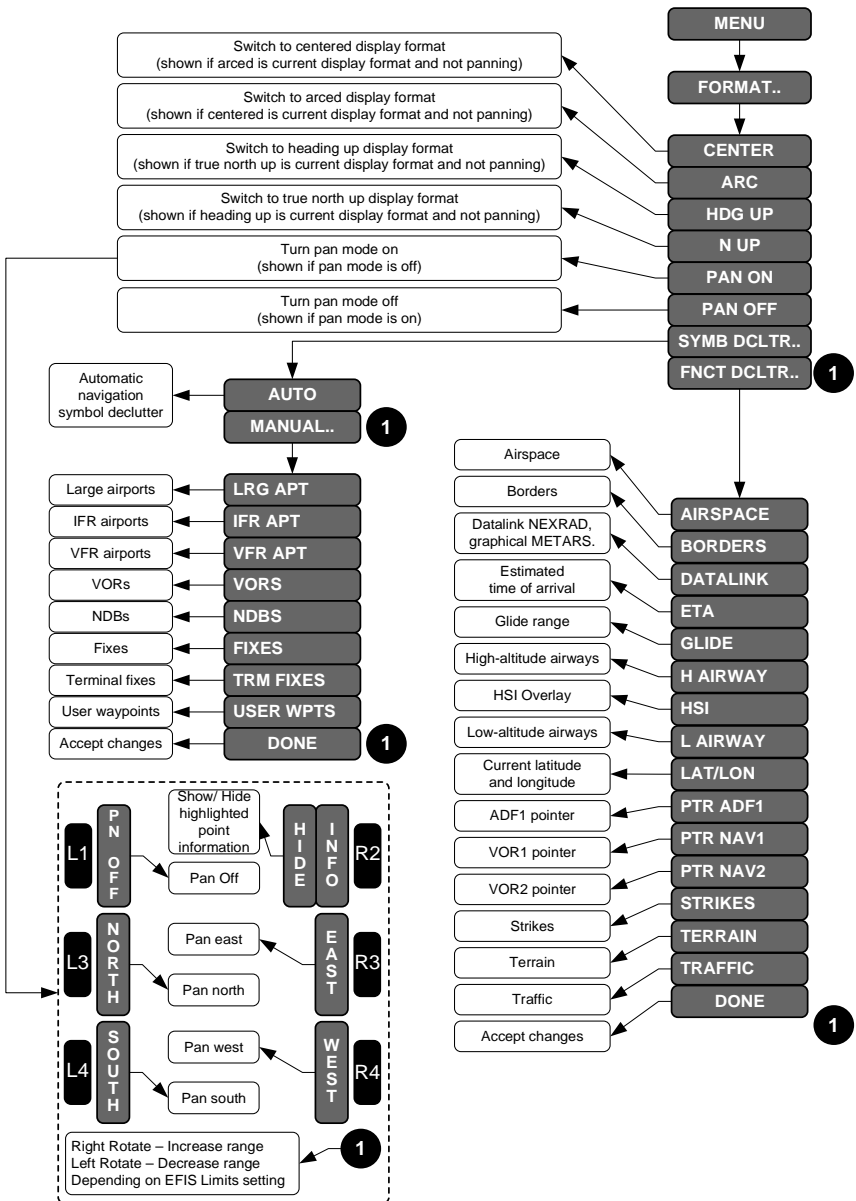 MENU
FORMAT..
Switch to centered display format
(shown if arced is current display format and not panning)
CENTER
Switch to arced display format
(shown if centered is current display format and not panning)
ARC
Switch to heading up display format
(shown if true north up is current display format and not panning)
HDG UP
Switch to true north up display format
(shown if heading up is current display format and not panning)
N UP
Turn pan mode on
(shown if pan mode is off)
PAN ON
Turn pan mode off
(shown if pan mode is on)
PAN OFF
SYMB DCLTR..
FNCT DCLTR..
1
Automatic
navigation
symbol declutter
AUTO
MANUAL..
1
Large airports
LRG APT
IFR airports
IFR APT
VFR airports
VFR APT
VORs
VORS
NDBs
NDBS
Fixes
FIXES
Terminal fixes
TRM FIXES
User waypoints
USER WPTS
Accept changes
DONE
1
Airspace
AIRSPACE
Borders
BORDERS
Datalink NEXRAD,
graphical METARS.
DATALINK
Estimated
time of arrival
ETA
Glide range
GLIDE
High-altitude airways
H AIRWAY
HSI Overlay
HSI
Low-altitude airways
L AIRWAY
Current latitude
and longitude
LAT/LON
ADF1 pointer
PTR ADF1
VOR1 pointer
PTR NAV1
VOR2 pointer
PTR NAV2
Strikes
STRIKES
Terrain
TERRAIN
Traffic
TRAFFIC
Accept changes
DONE
1
L1
PN OFF
Show/ Hide
highlighted
point
information
Pan Off
HIDE
INFO
R2
L3
NORTH
Pan east
Pan north
EAST
R3
L4
SOUTH
Pan west
Pan south
WEST
R4
Right Rotate – Increase range
Left Rotate – Decrease range
Depending on EFIS Limits setting
1